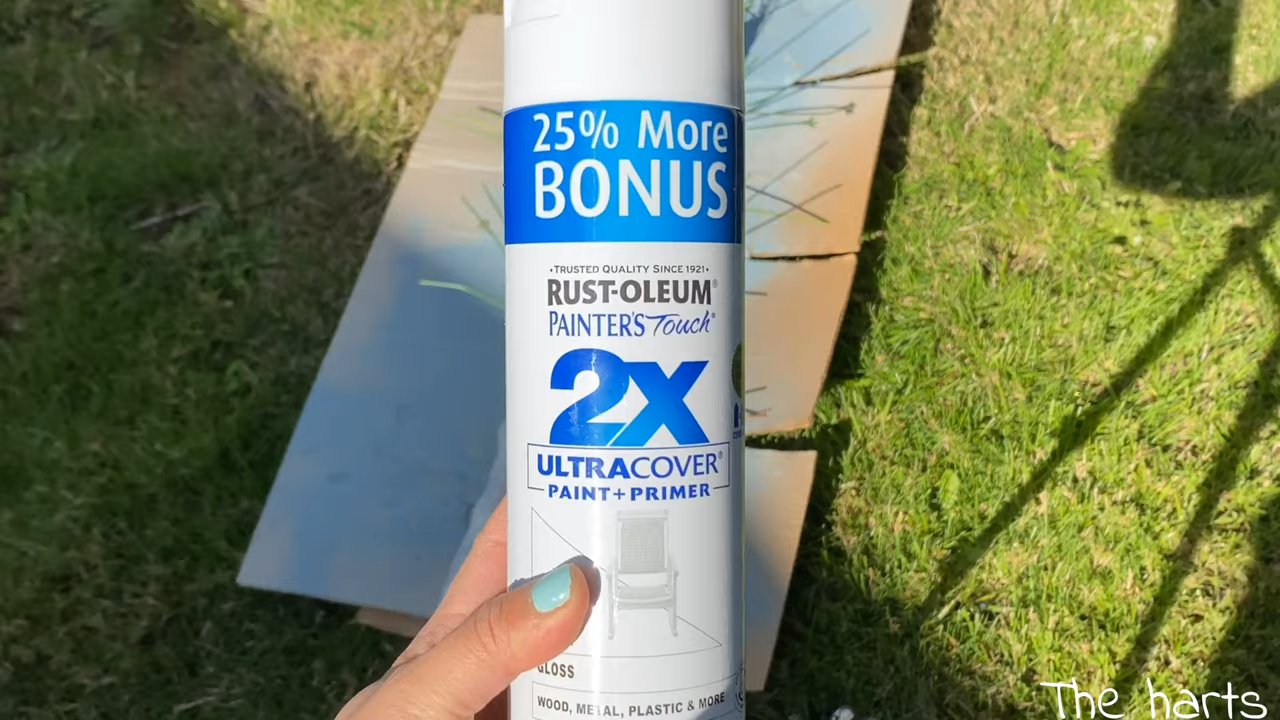 25% More
BONUS
•TRUSTED QUALITY SINCE 1921•
RUST-OLEUM®
PAINTER'S Touch®
2X
ULTRACOVER®
PAINT+PRIMER
GLOSS
WOOD, METAL, PLASTIC & MORE
The harts